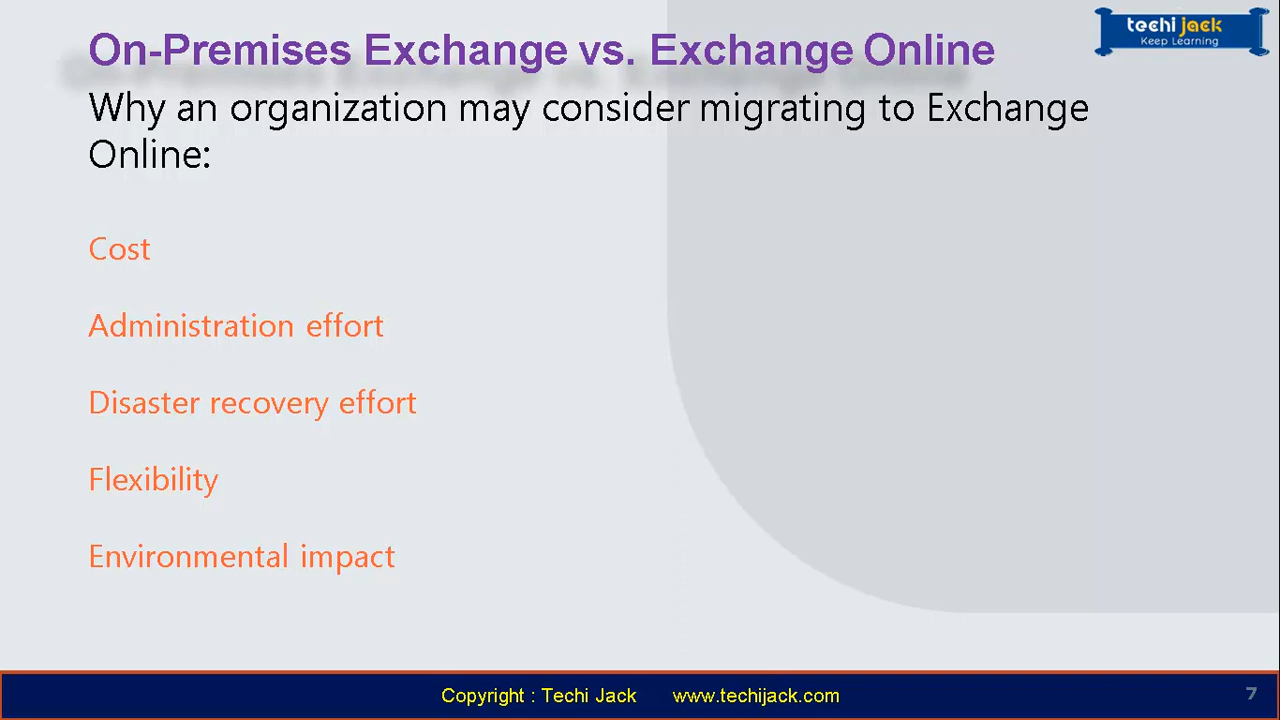 On-Premises Exchange vs. Exchange Online
techi jack
Keep Learning
Why an organization may consider migrating to Exchange
Online:
Cost
Administration effort
Disaster recovery effort
Flexibility
Environmental impact
Copyright : Techi Jack www.techijack.com
7